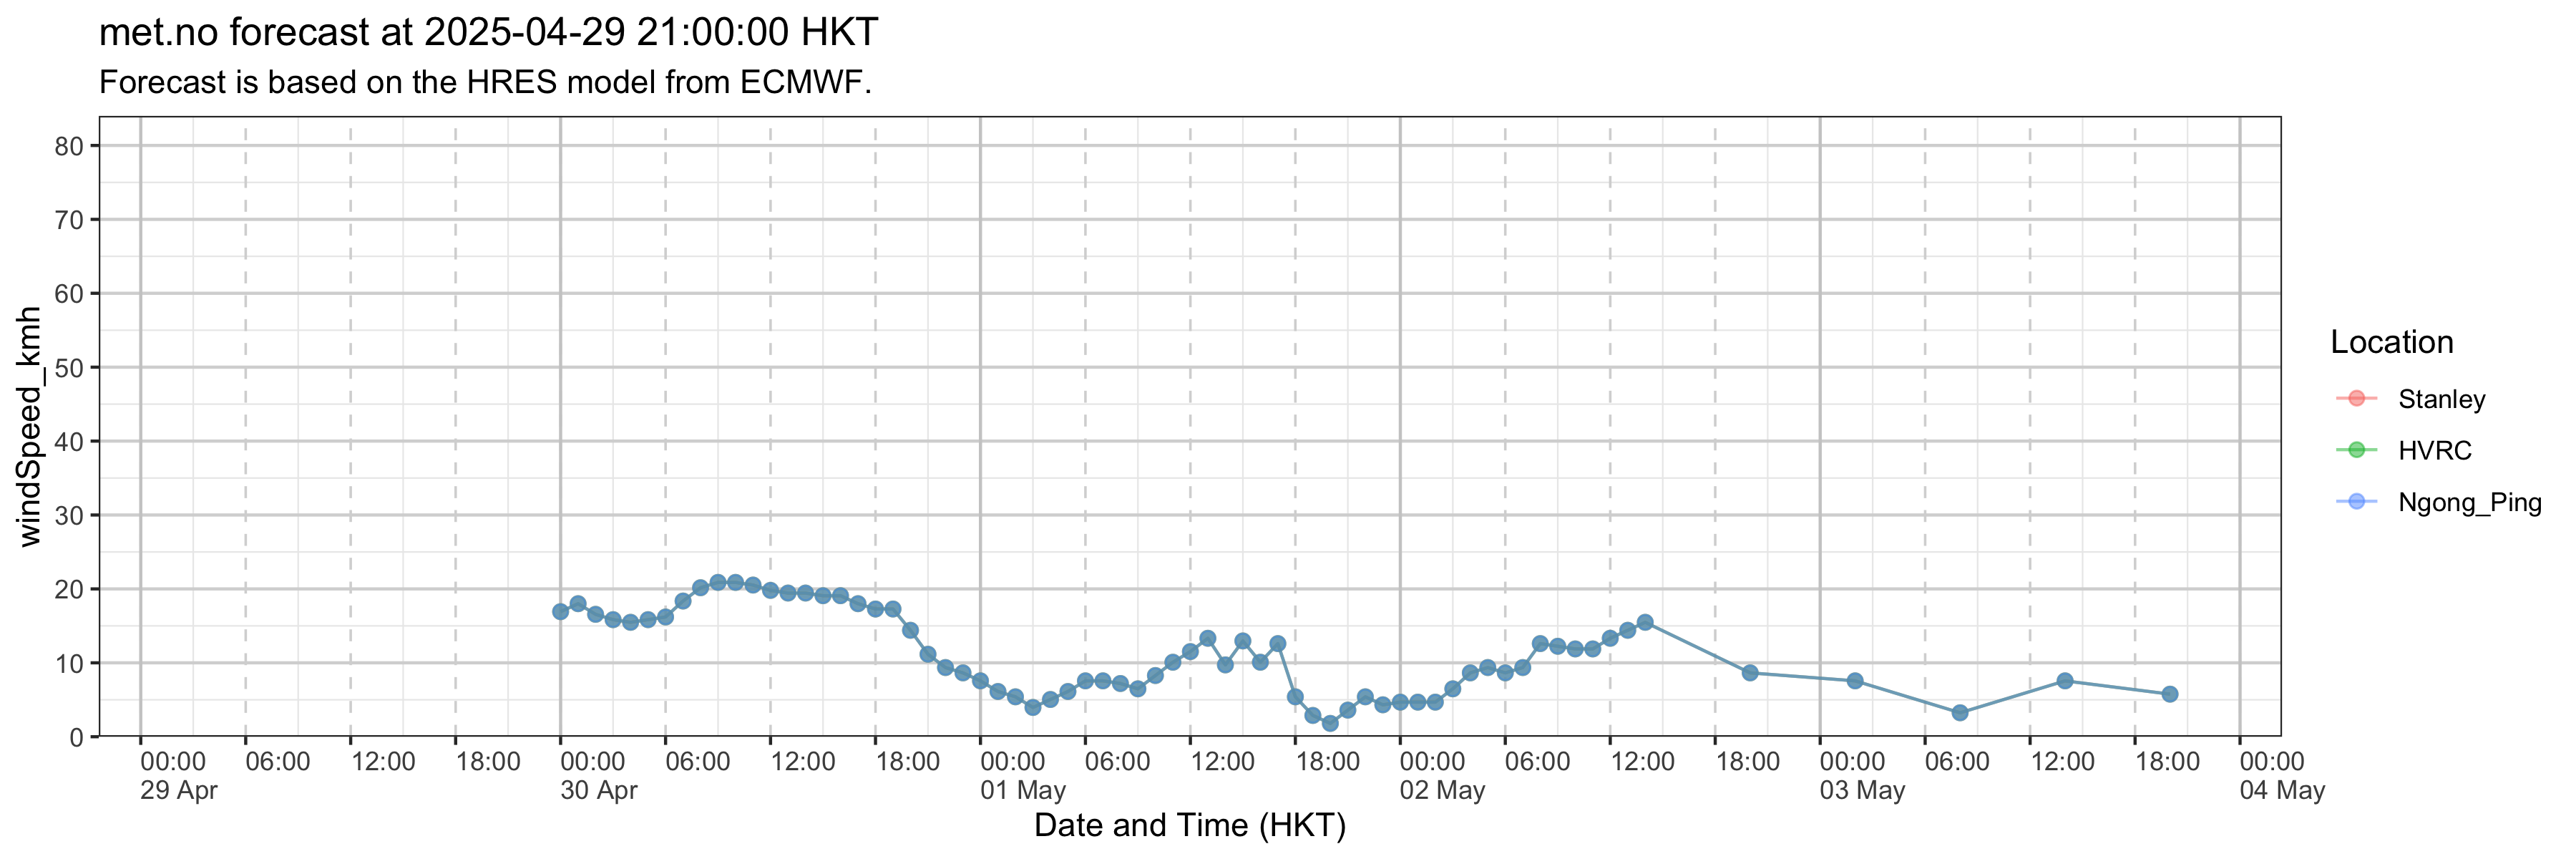 met.no forecast at 2025-04-29 21:00:00 HKT
Forecast is based on the HRES model from ECMWF.
windSpeed_kmh
80
70
60
50
40
30
20
10
0
00:00 06:00 12:00 18:00 00:00 06:00 12:00 18:00 00:00 06:00 12:00 18:00 00:00 06:00 12:00 18:00 00:00 06:00 12:00 18:00 00:00
29 Apr 30 Apr 01 May 02 May 03 May 04 May
Date and Time (HKT)
Location
Stanley
HVRC
Ngong_Ping